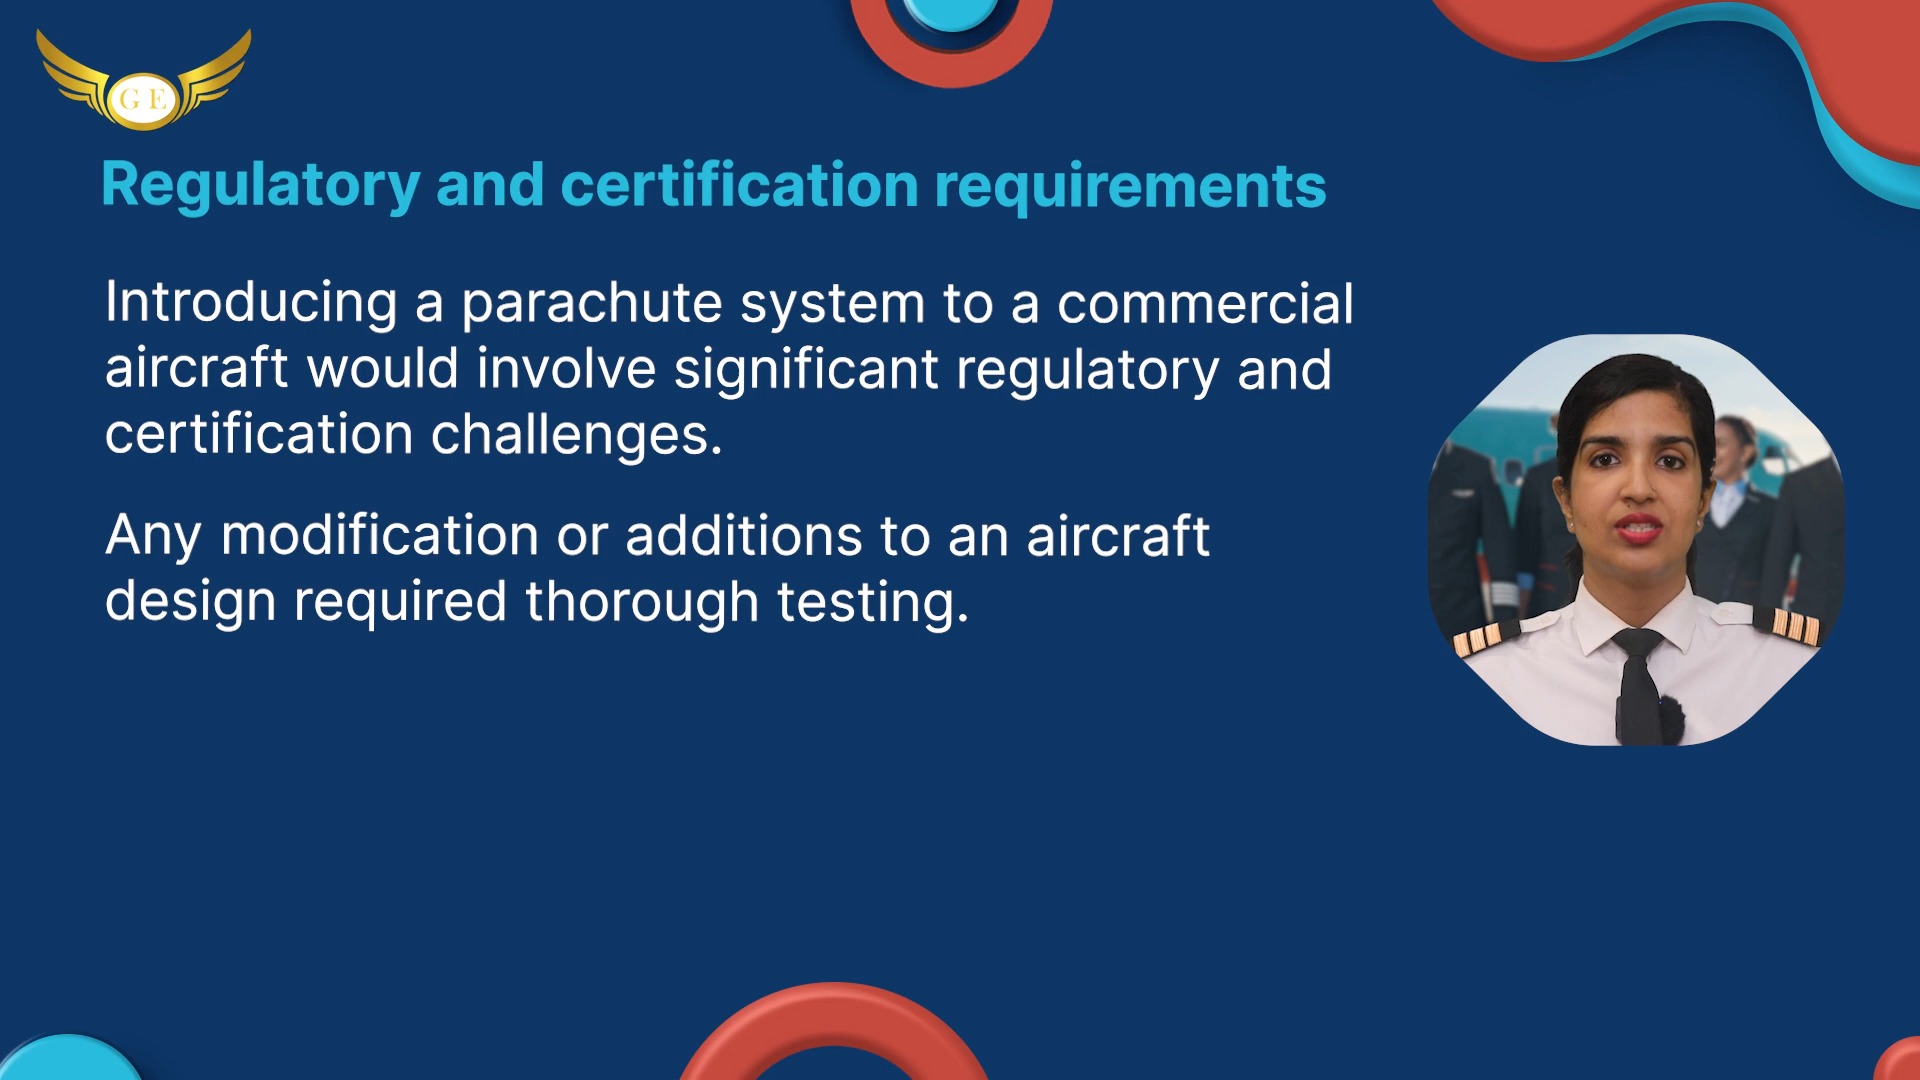 G E
Regulatory and certification requirements
Introducing a parachute system to a commercial
aircraft would involve significant regulatory and
certification challenges.
Any modification or additions to an aircraft
design required thorough testing.